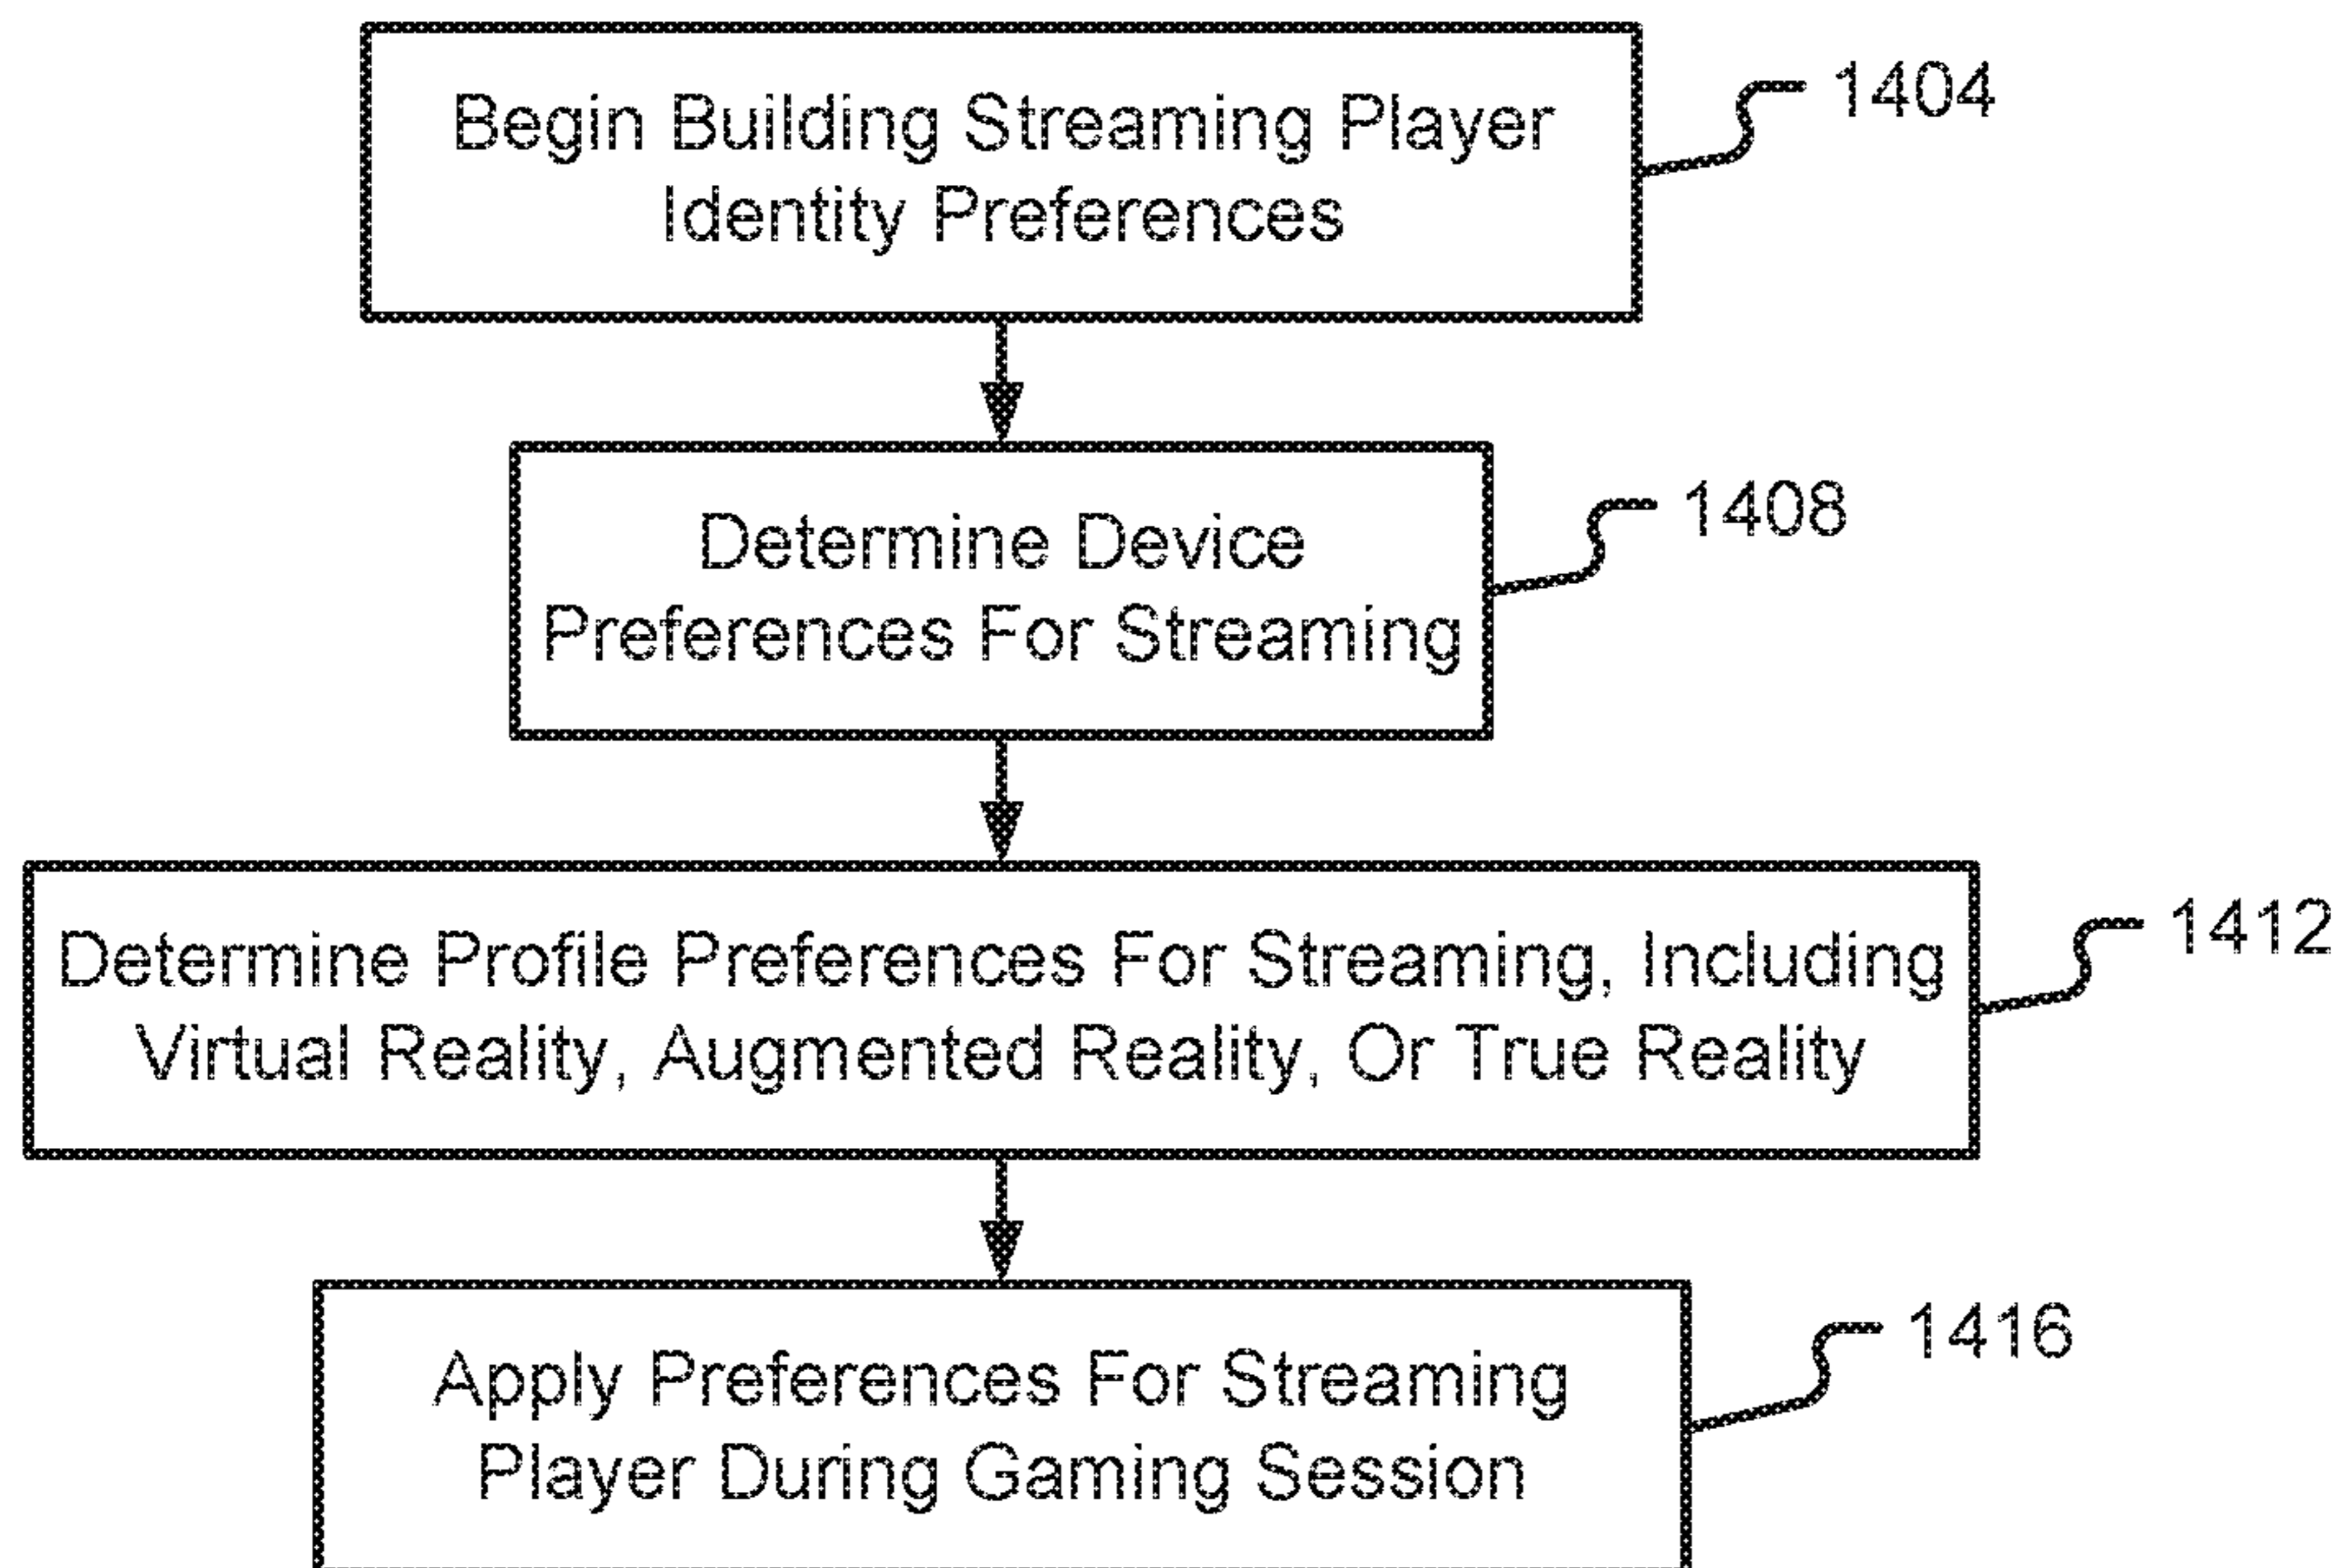 Begin Building Streaming Player
Identity Preferences
1404
Determine Device
Preferences For Streaming
1408
Determine Profile Preferences For Streaming, Including
Virtual Reality, Augmented Reality, Or True Reality
1412
Apply Preferences For Streaming
Player During Gaming Session
1416